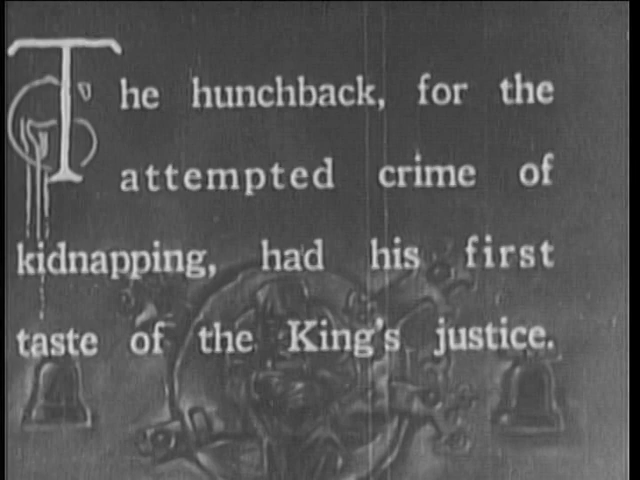 The hunchback, for the
attempted crime of
kidnapping, had his first
taste of the King's justice.